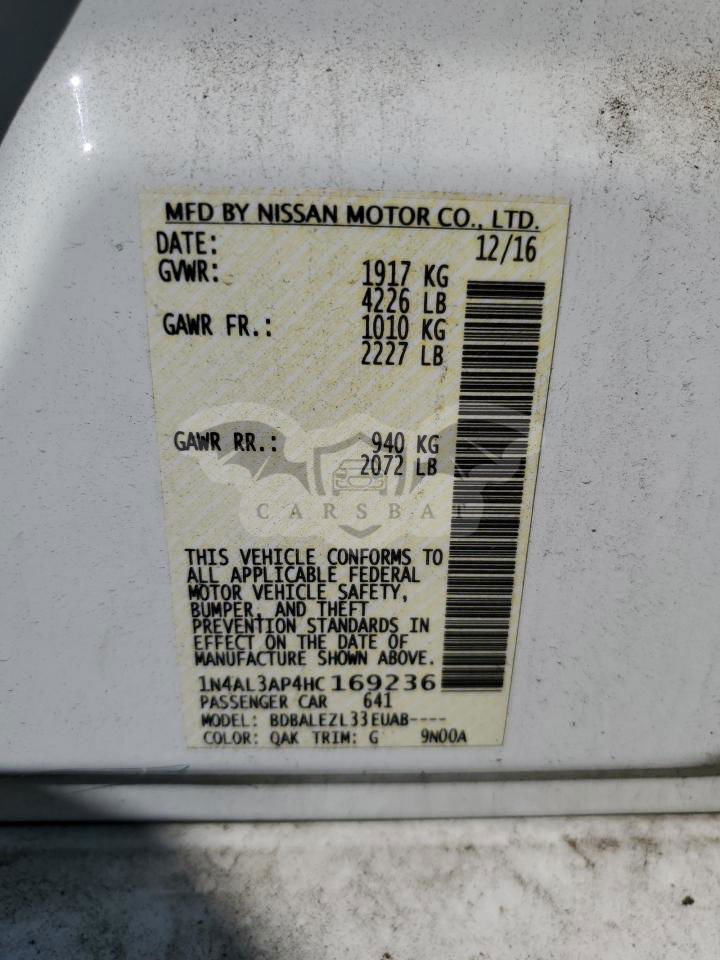 MFD BY NISSAN MOTOR CO., LTD.
DATE: 12/16
GVWR: 1917 KG
4226 LB
GAWR FR.: 1010 KG
2227 LB
GAWR RR.: 940 KG
2072 LB
CARSBAT
THIS VEHICLE CONFORMS TO
ALL APPLICABLE FEDERAL
MOTOR VEHICLE SAFETY,
BUMPER, AND THEFT
PREVENTION STANDARDS IN
EFFECT ON THE DATE OF
MANUFACTURE SHOWN ABOVE.
1N4AL3AP4HC169236
PASSENGER CAR 641
MODEL: BDBALEZL33EUAB----
COLOR: QAK TRIM: G 9N00A